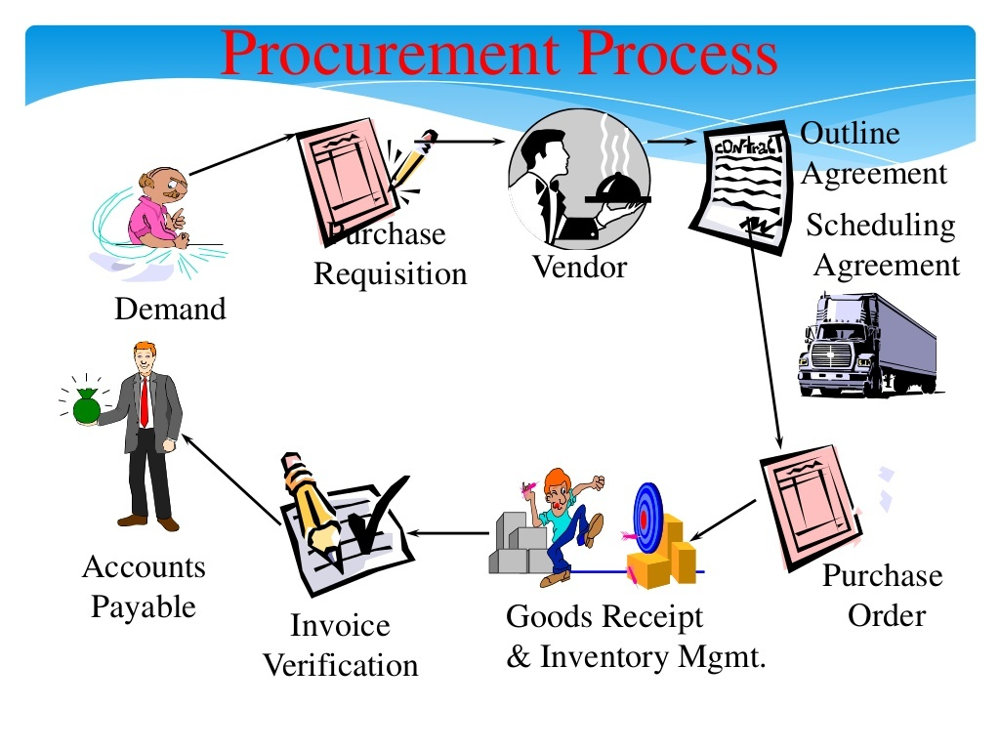 Procurement Process
Demand
Purchase
Requisition
Vendor
contract
Outline
Agreement
Scheduling
Agreement
Purchase
Order
Goods Receipt
& Inventory Mgmt.
Invoice
Verification
Accounts
Payable